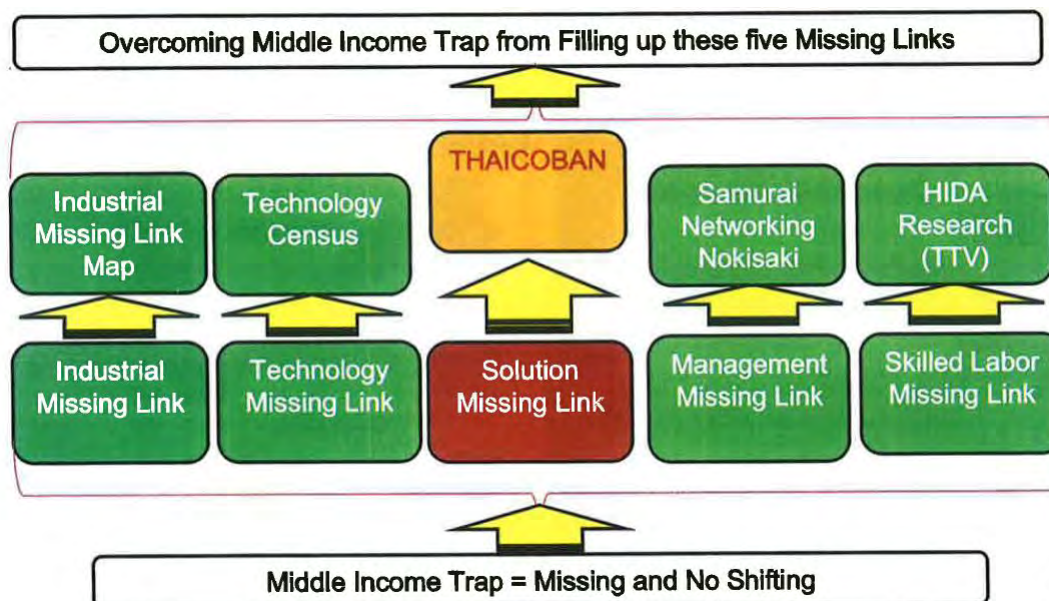 Overcoming Middle Income Trap from Filling up these five Missing Links
THAICOBAN
Industrial
Missing Link
Map
Technology
Census
Samurai
Networking
Nokisaki
HIDA
Research
(TTV)
Industrial
Missing Link
Technology
Missing Link
Solution
Missing Link
Management
Missing Link
Skilled Labor
Missing Link
Middle Income Trap = Missing and No Shifting